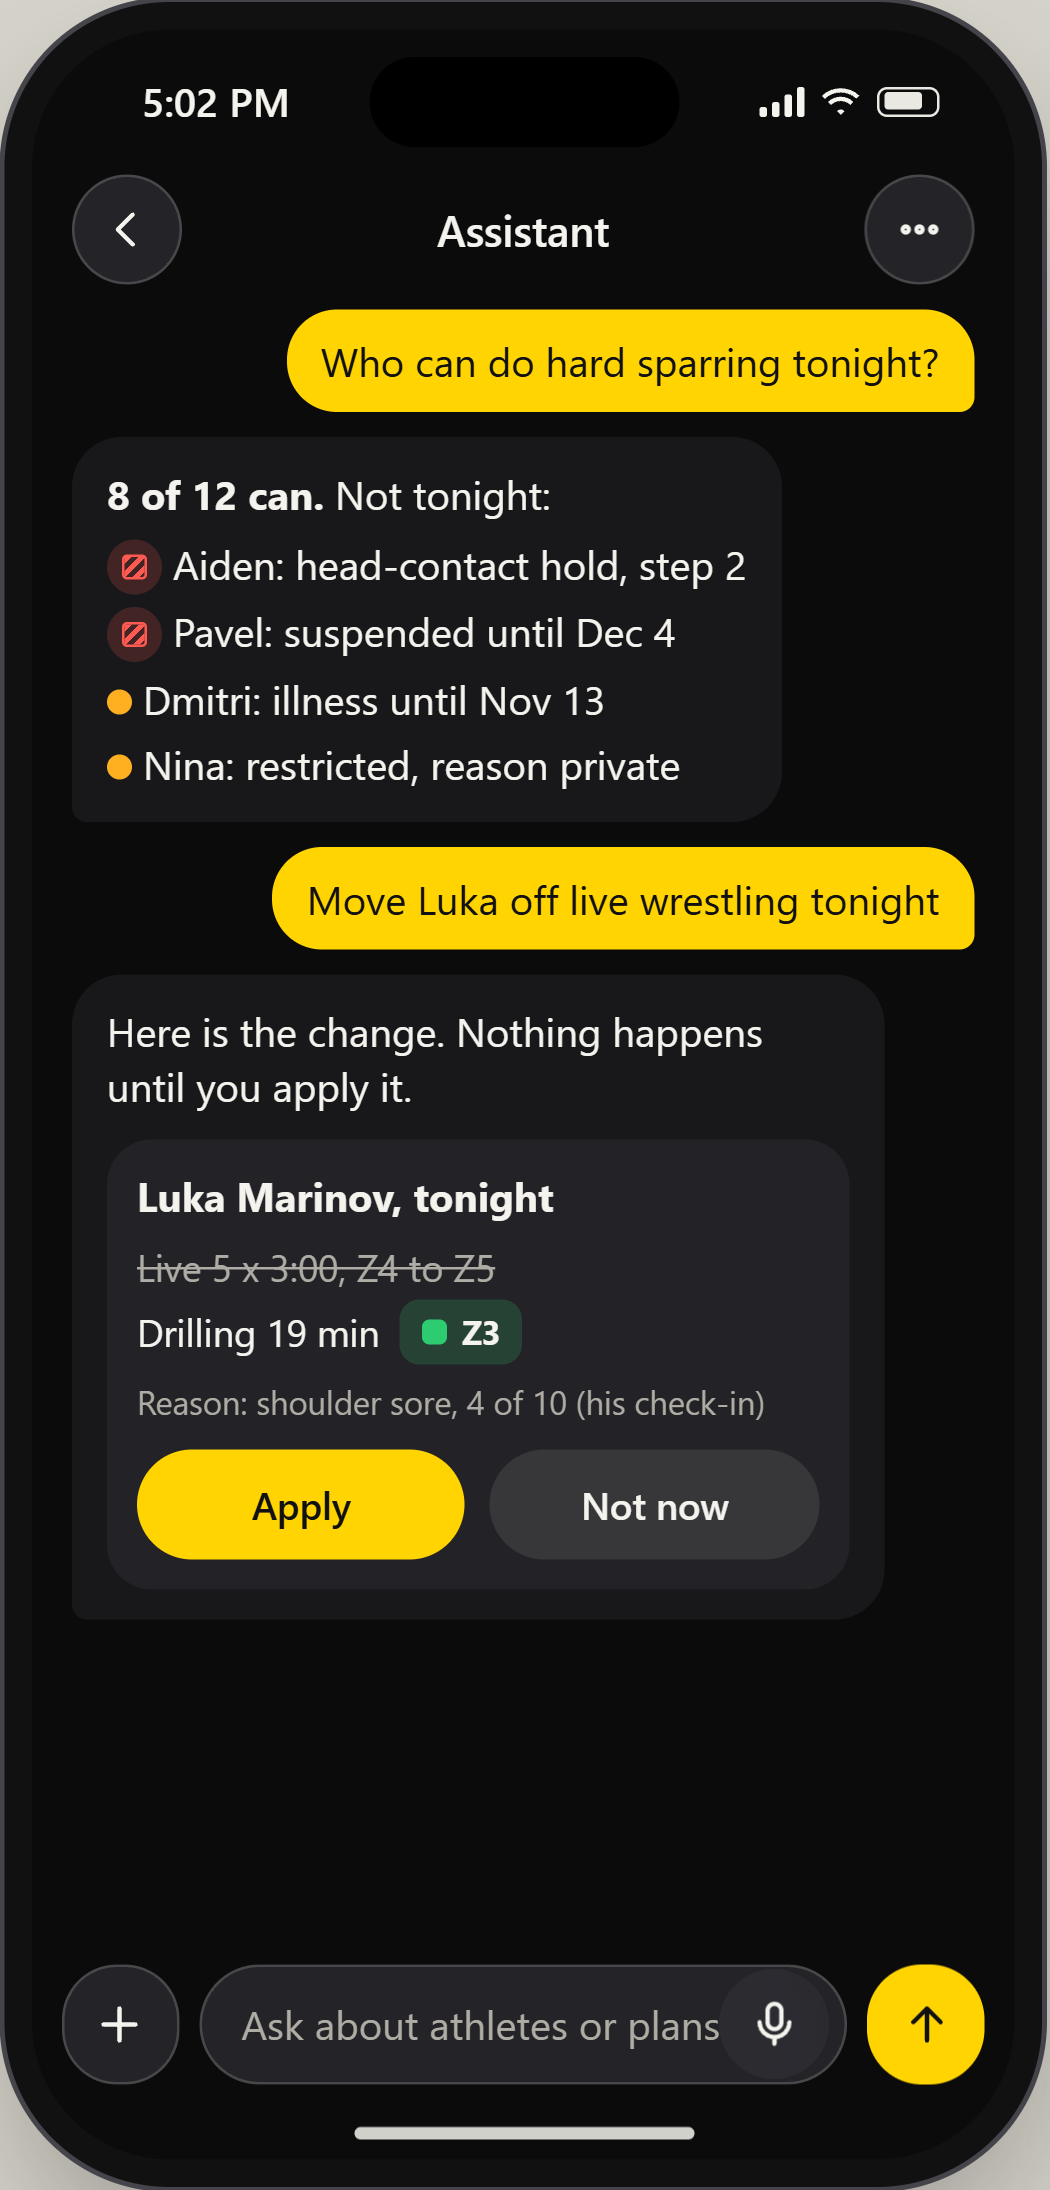 5:02 PM
Assistant
Who can do hard sparring tonight?
8 of 12 can. Not tonight:
Aiden: head-contact hold, step 2
Pavel: suspended until Dec 4
Dmitri: illness until Nov 13
Nina: restricted, reason private
Move Luka off live wrestling tonight
Here is the change. Nothing happens
until you apply it.
Luka Marinov, tonight
Live 5 x 3:00, Z4 to Z5
Drilling 19 min Z3
Reason: shoulder sore, 4 of 10 (his check-in)
Apply Not now
Ask about athletes or plans